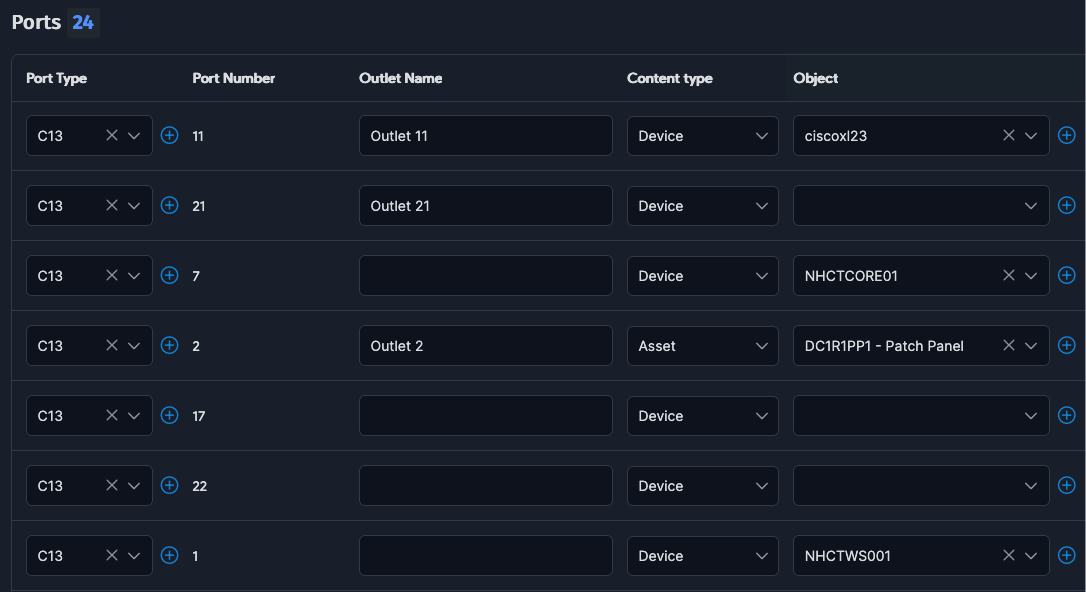 Ports 24
Port Type Port Number Outlet Name Content type Object
C13 11 Outlet 11 Device ciscoxl23
C13 21 Outlet 21 Device
C13 7 Device NHCTCORE01
C13 2 Outlet 2 Asset DC1R1PP1 - Patch Panel
C13 17 Device
C13 22 Device
C13 1 Device NHCTWS001